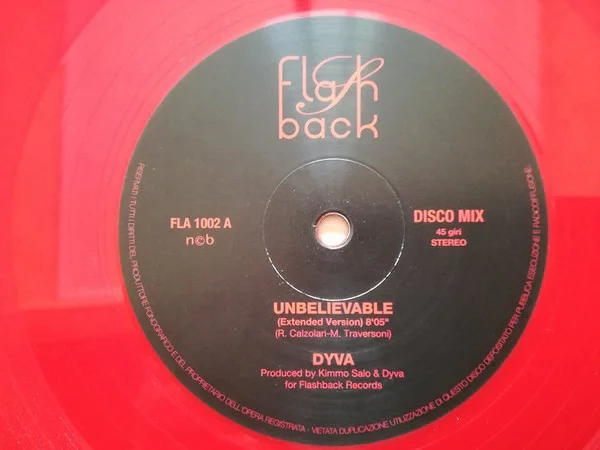 flash
back
FLA 1002 A
n©b
DISCO MIX
45 giri
STEREO
UNBELIEVABLE
(Extended Version) 8'05"
(R. Calzolari-M. Traversoni)
DYVA
Produced by Kimmo Salo & Dyva
for Flashback Records
RISERVATI TUTTI I DIRITTI DEL PRODUTTORE FONOGRAFICO E DEL PROPRIETARIO DELL'OPERA REGISTRATA - VIETATA DUPLICAZIONE UTILIZZAZIONE DI QUESTO DISCO DEPOSITATO PER PUBBLICA ESECUZIONE E RADIODIFFUSIONE.